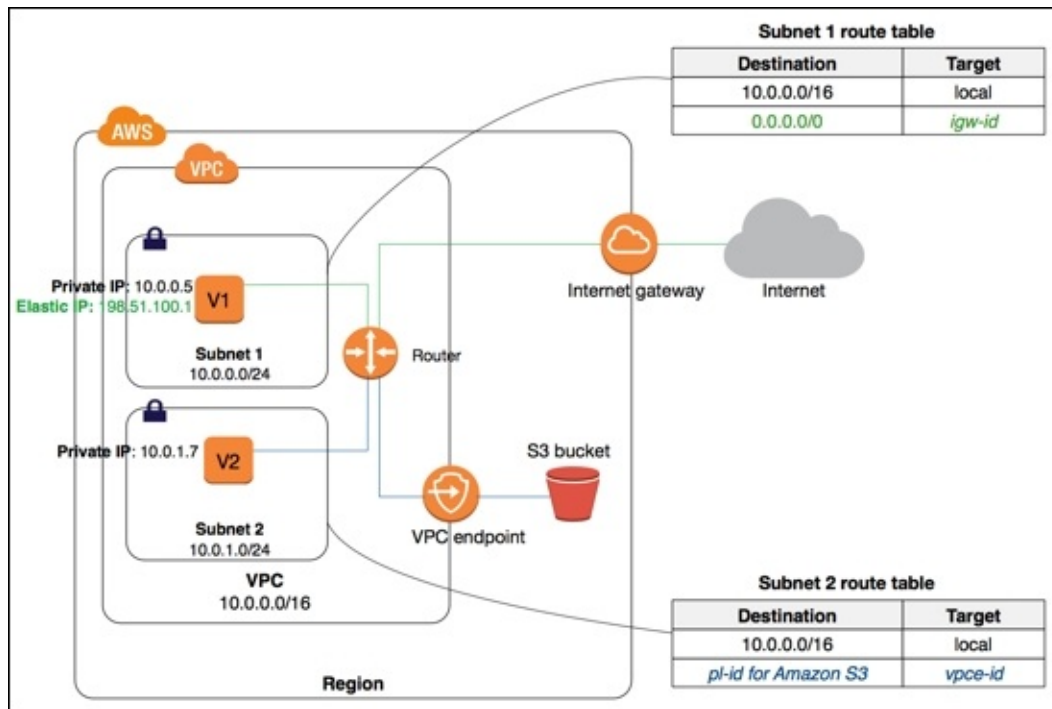 Subnet 1 route table
Destination Target
10.0.0.0/16 local
0.0.0.0/0 igw-id
AWS
VPC
Private IP: 10.0.0.5
Elastic IP: 198.51.100.1
V1
Subnet 1
10.0.0.0/24
Router
Internet gateway
Internet
Private IP: 10.0.1.7
V2
Subnet 2
10.0.1.0/24
S3 bucket
VPC endpoint
VPC
10.0.0.0/16
Region
Subnet 2 route table
Destination Target
10.0.0.0/16 local
pl-id for Amazon S3 vpce-id